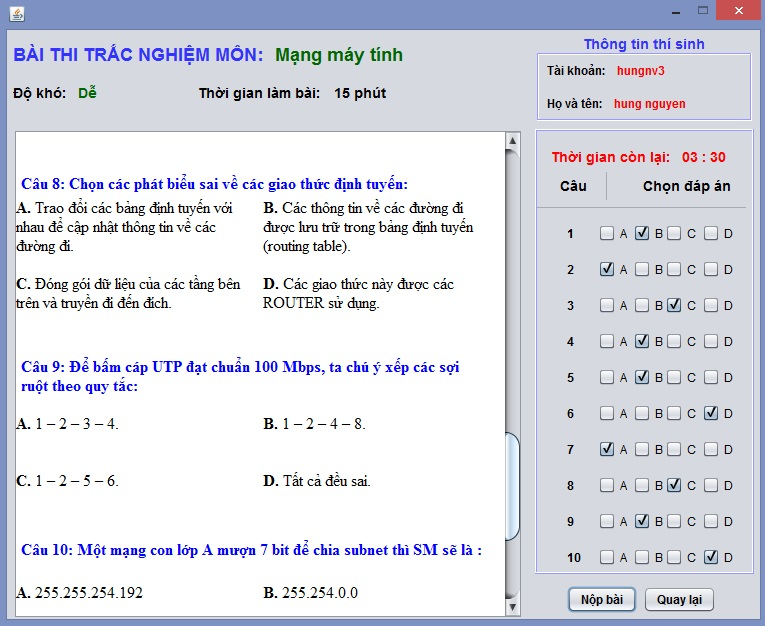 BÀI THI TRẮC NGHIỆM MÔN: Mạng máy tính
Độ khó: Dễ Thời gian làm bài: 15 phút
Câu 8: Chọn các phát biểu sai về các giao thức định tuyến:
A. Trao đổi các bảng định tuyến với
nhau để cập nhật thông tin về các
đường đi.
B. Các thông tin về các đường đi
được lưu trữ trong bảng định tuyến
(routing table).
C. Đóng gói dữ liệu của các tầng bên
trên và truyền đi đến đích.
D. Các giao thức này được các
ROUTER sử dụng.
Câu 9: Để bấm cáp UTP đạt chuẩn 100 Mbps, ta chú ý xếp các sợi
ruột theo quy tắc:
A. 1 – 2 – 3 – 4.
B. 1 – 2 – 4 – 8.
C. 1 – 2 – 5 – 6.
D. Tất cả đều sai.
Câu 10: Một mạng con lớp A mượn 7 bit để chia subnet thì SM sẽ là :
A. 255.255.254.192
B. 255.254.0.0
Thông tin thí sinh
Tài khoản: hungnv3
Họ và tên: hung nguyen
Thời gian còn lại: 03 : 30
Câu Chọn đáp án
1 A B C D
2 A B C D
3 A B C D
4 A B C D
5 A B C D
6 A B C D
7 A B C D
8 A B C D
9 A B C D
10 A B C D
Nộp bài Quay lại